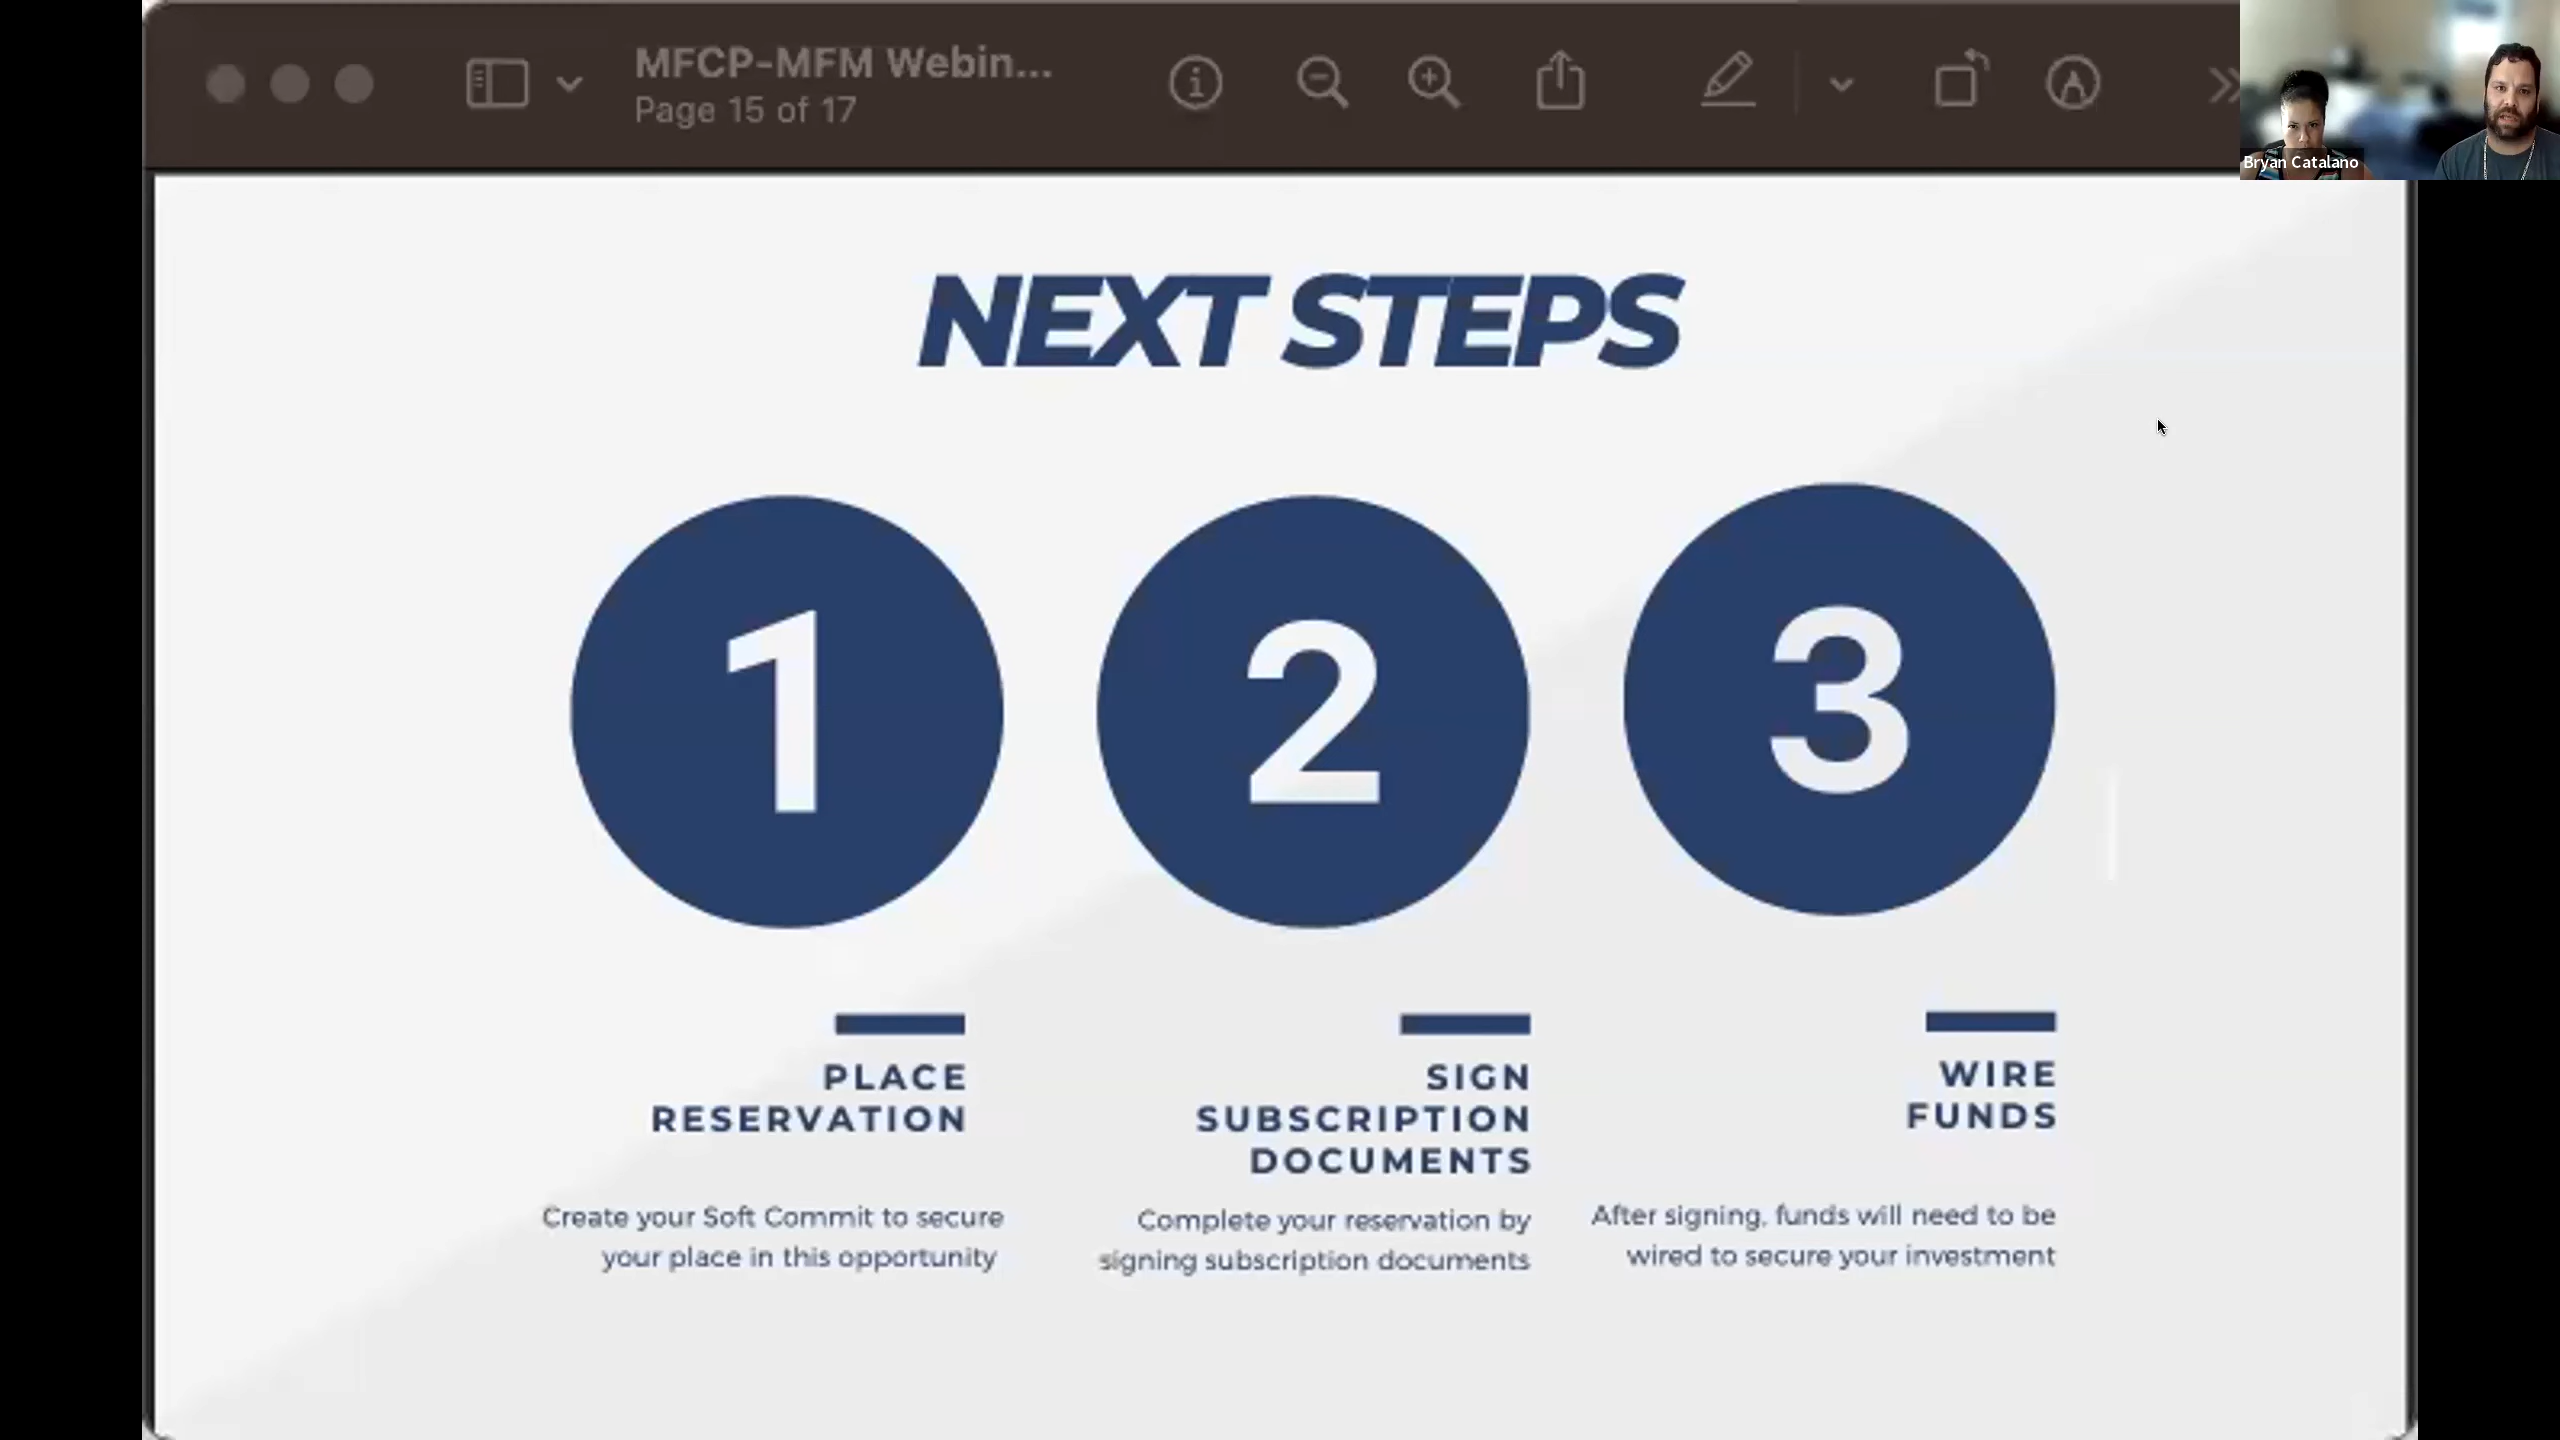 MFCP-MFM Webin...
Page 15 of 17
Bryan Catalano
NEXT STEPS
1
2
3
PLACE
RESERVATION
Create your Soft Commit to secure
your place in this opportunity
SIGN
SUBSCRIPTION
DOCUMENTS
Complete your reservation by
signing subscription documents
WIRE
FUNDS
After signing, funds will need to be
wired to secure your investment